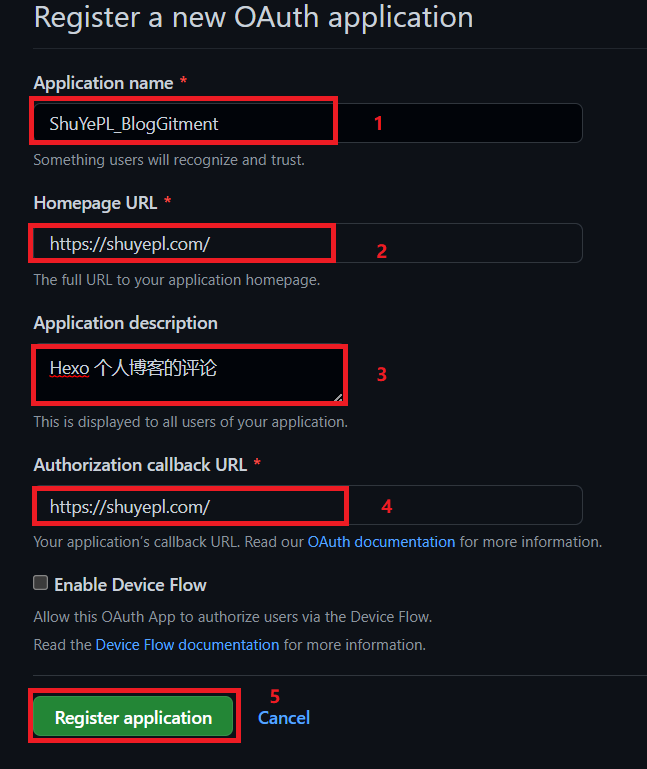 Register a new OAuth application
Application name *
ShuYePL_BlogGitment 1
Something users will recognize and trust.
Homepage URL *
https://shuyepl.com/ 2
The full URL to your application homepage.
Application description
Hexo 个人博客的评论 3
This is displayed to all users of your application.
Authorization callback URL *
https://shuyepl.com/ 4
Your application’s callback URL. Read our OAuth documentation for more information.
Enable Device Flow
Allow this OAuth App to authorize users via the Device Flow.
Read the Device Flow documentation for more information.
5
Register application Cancel